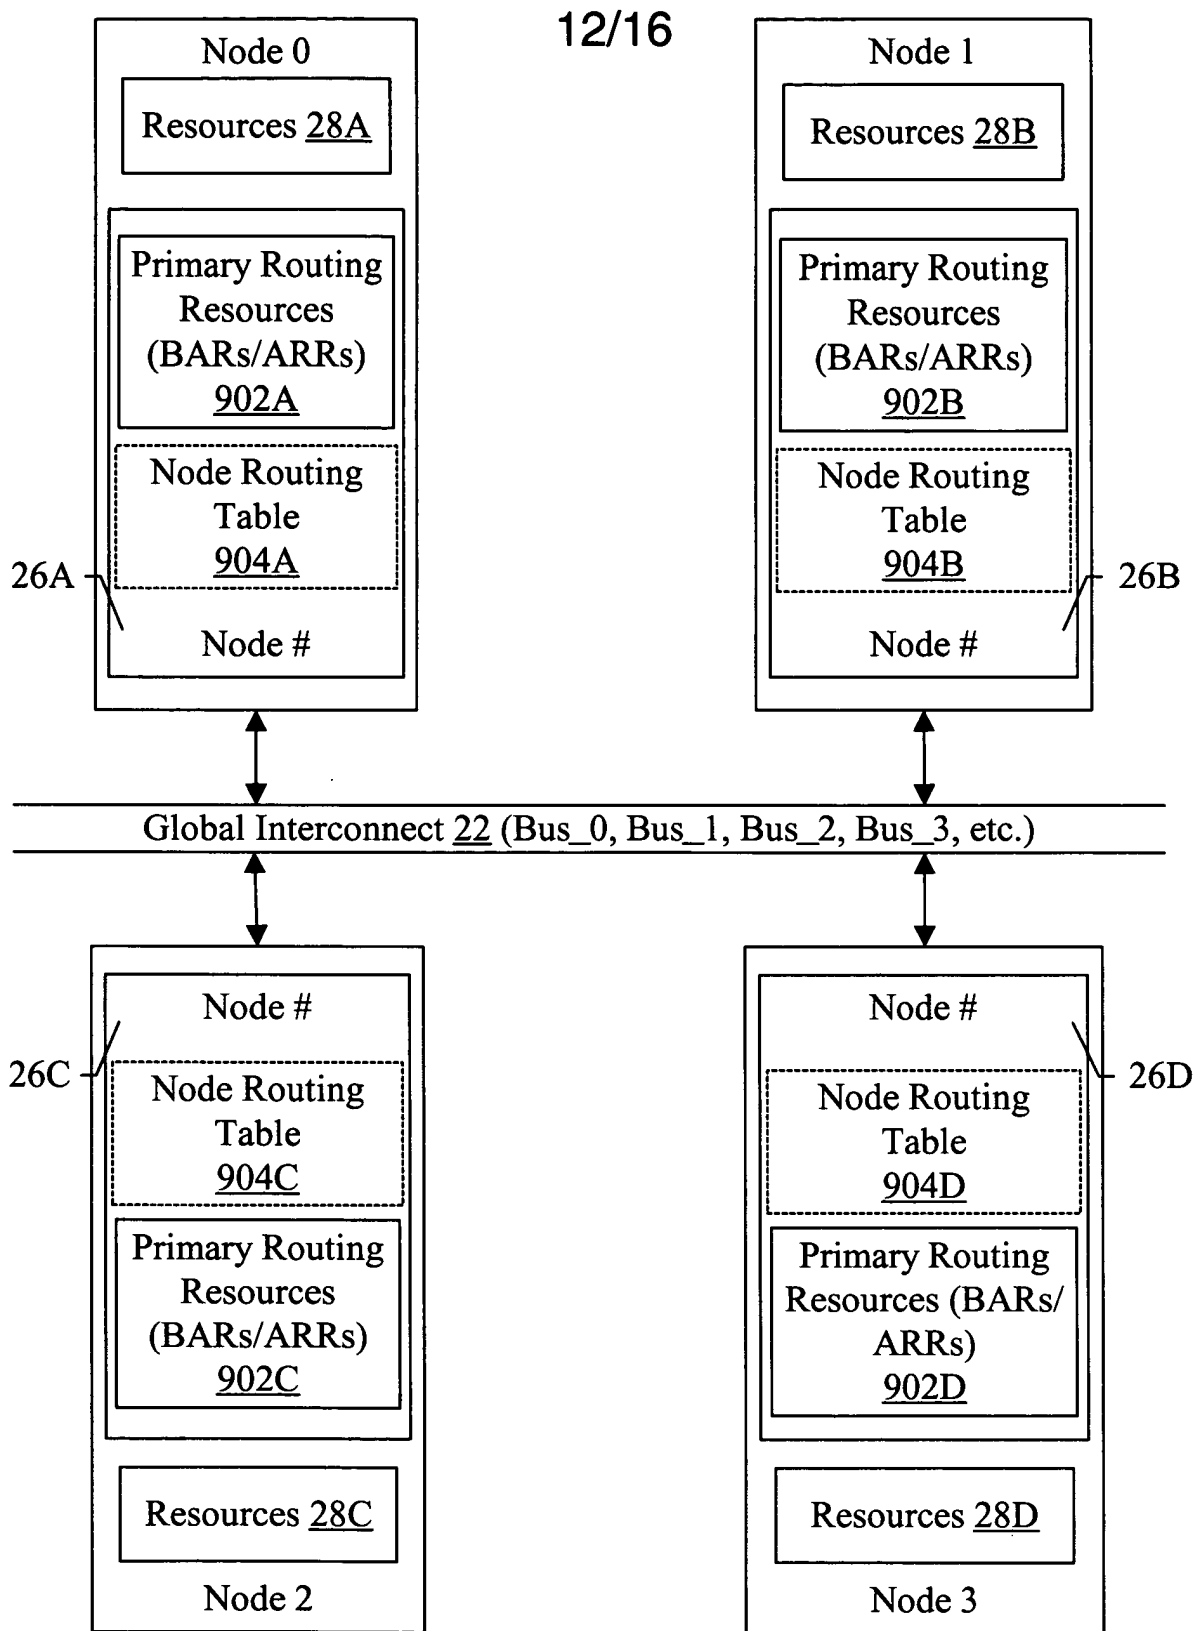 12/16
Node 0
Resources 28A
Primary Routing
Resources
(BARs/ARRs)
902A
Node Routing
Table
904A
26A
Node #
Node 1
Resources 28B
Primary Routing
Resources
(BARs/ARRs)
902B
Node Routing
Table
904B
26B
Node #
Global Interconnect 22 (Bus_0, Bus_1, Bus_2, Bus_3, etc.)
Node #
26C
Node Routing
Table
904C
Primary Routing
Resources
(BARs/ARRs)
902C
Resources 28C
Node 2
Node #
26D
Node Routing
Table
904D
Primary Routing
Resources (BARs/
ARRs)
902D
Resources 28D
Node 3